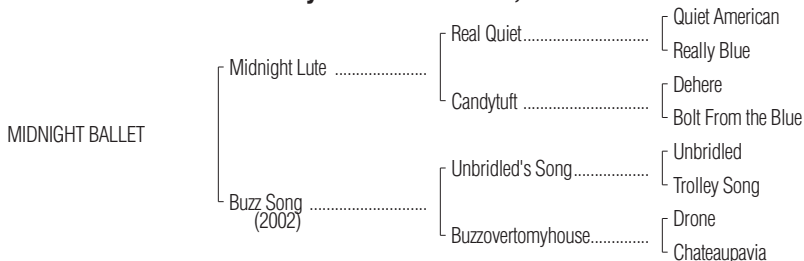 Quiet American
Real Quiet..............................
Really Blue
Midnight Lute ......................
Dehere
Candytuft ..............................
Bolt From the Blue
MIDNIGHT BALLET
Unbridled
Unbridled's Song..................
Trolley Song
Buzz Song ............................
(2002)
Drone
Buzzovertomyhouse..............
Chateaupavia